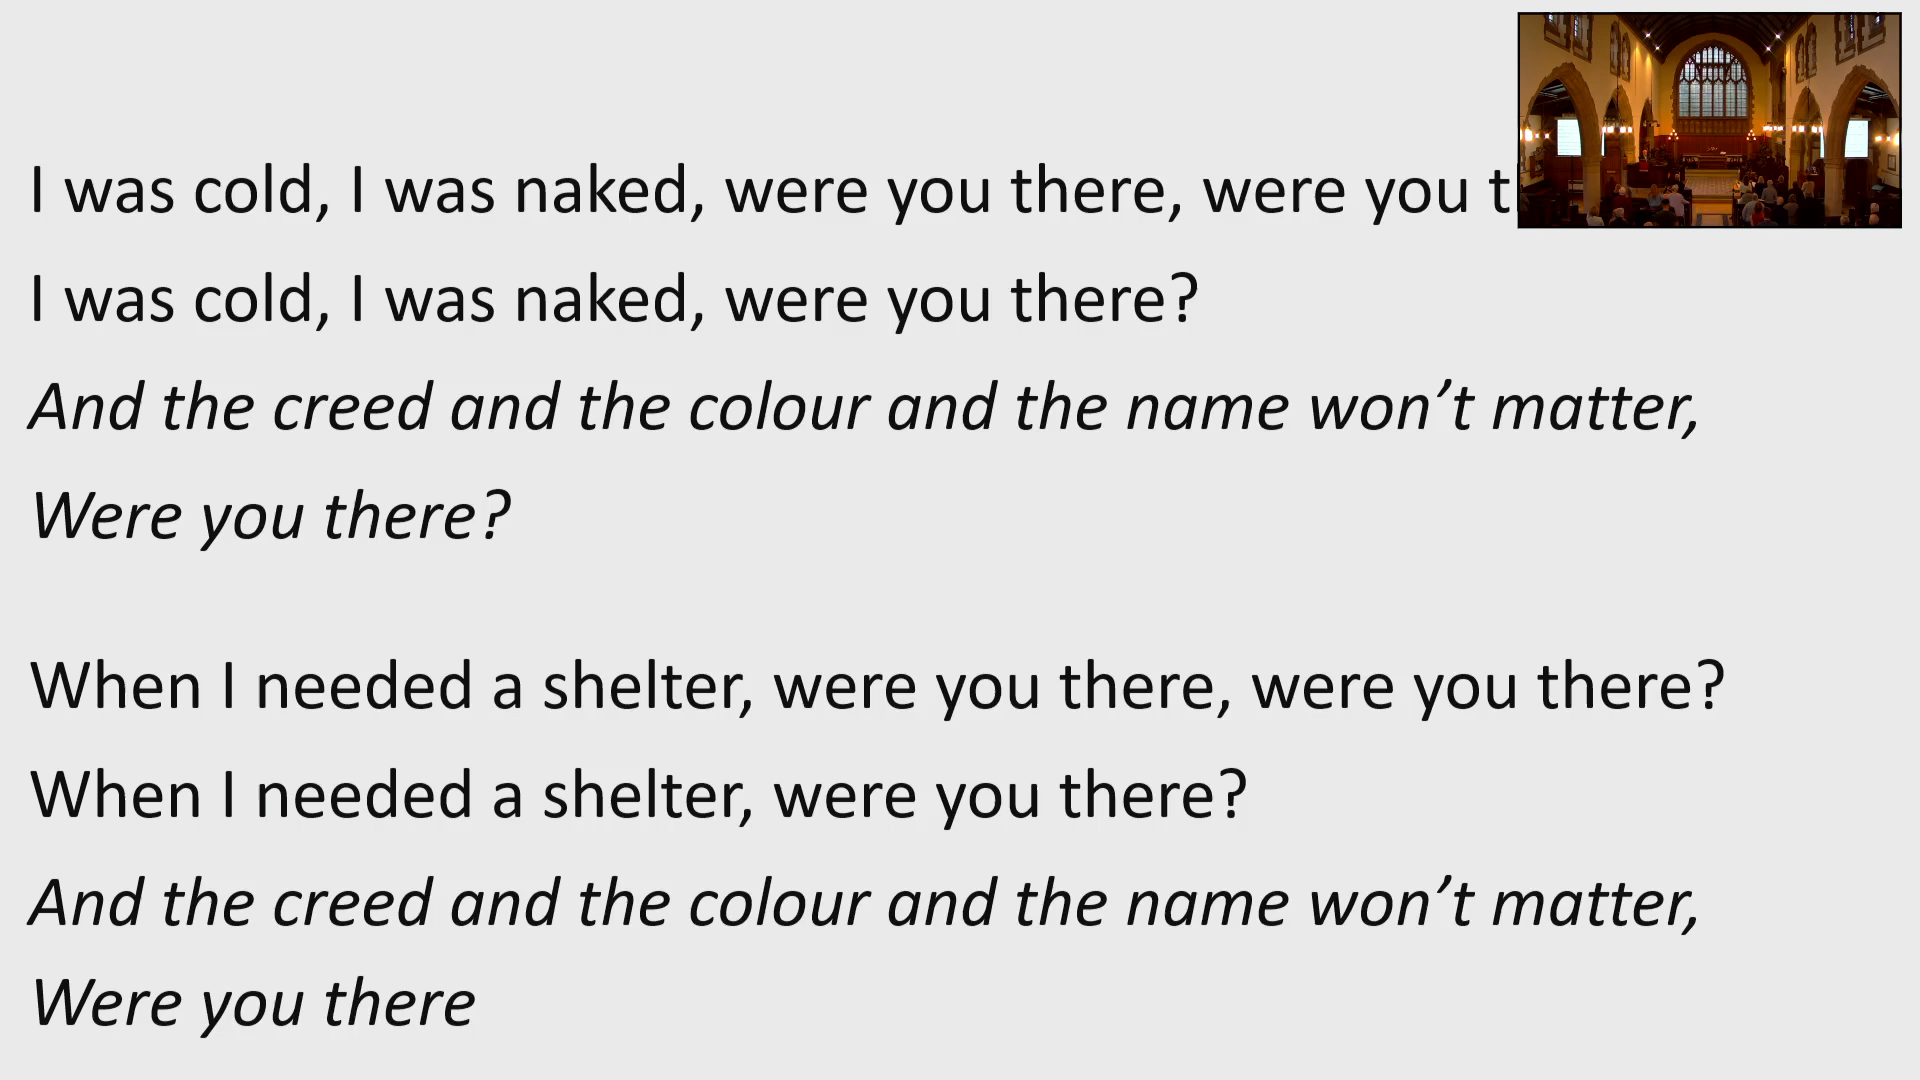 I was cold, I was naked, were you there, were you
I was cold, I was naked, were you there?
And the creed and the colour and the name won’t matter,
Were you there?
When I needed a shelter, were you there, were you there?
When I needed a shelter, were you there?
And the creed and the colour and the name won’t matter,
Were you there